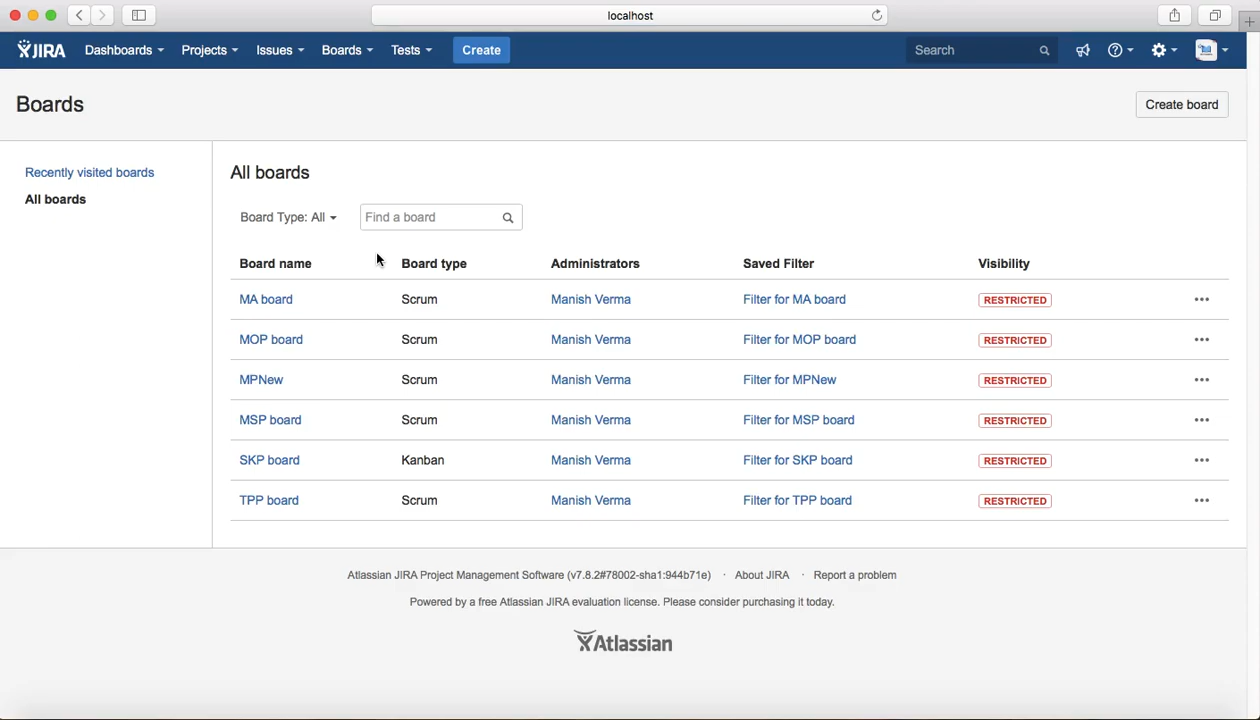 localhost
JIRA Dashboards Projects Issues Boards Tests Create Search
Boards
Create board
Recently visited boards
All boards
All boards
Board Type: All Find a board
Board name Board type Administrators Saved Filter Visibility
MA board Scrum Manish Verma Filter for MA board RESTRICTED
MOP board Scrum Manish Verma Filter for MOP board RESTRICTED
MPNew Scrum Manish Verma Filter for MPNew RESTRICTED
MSP board Scrum Manish Verma Filter for MSP board RESTRICTED
SKP board Kanban Manish Verma Filter for SKP board RESTRICTED
TPP board Scrum Manish Verma Filter for TPP board RESTRICTED
Atlassian JIRA Project Management Software (v7.8.2#78002-sha1:944b71e) · About JIRA · Report a problem
Powered by a free Atlassian JIRA evaluation license. Please consider purchasing it today.
Atlassian